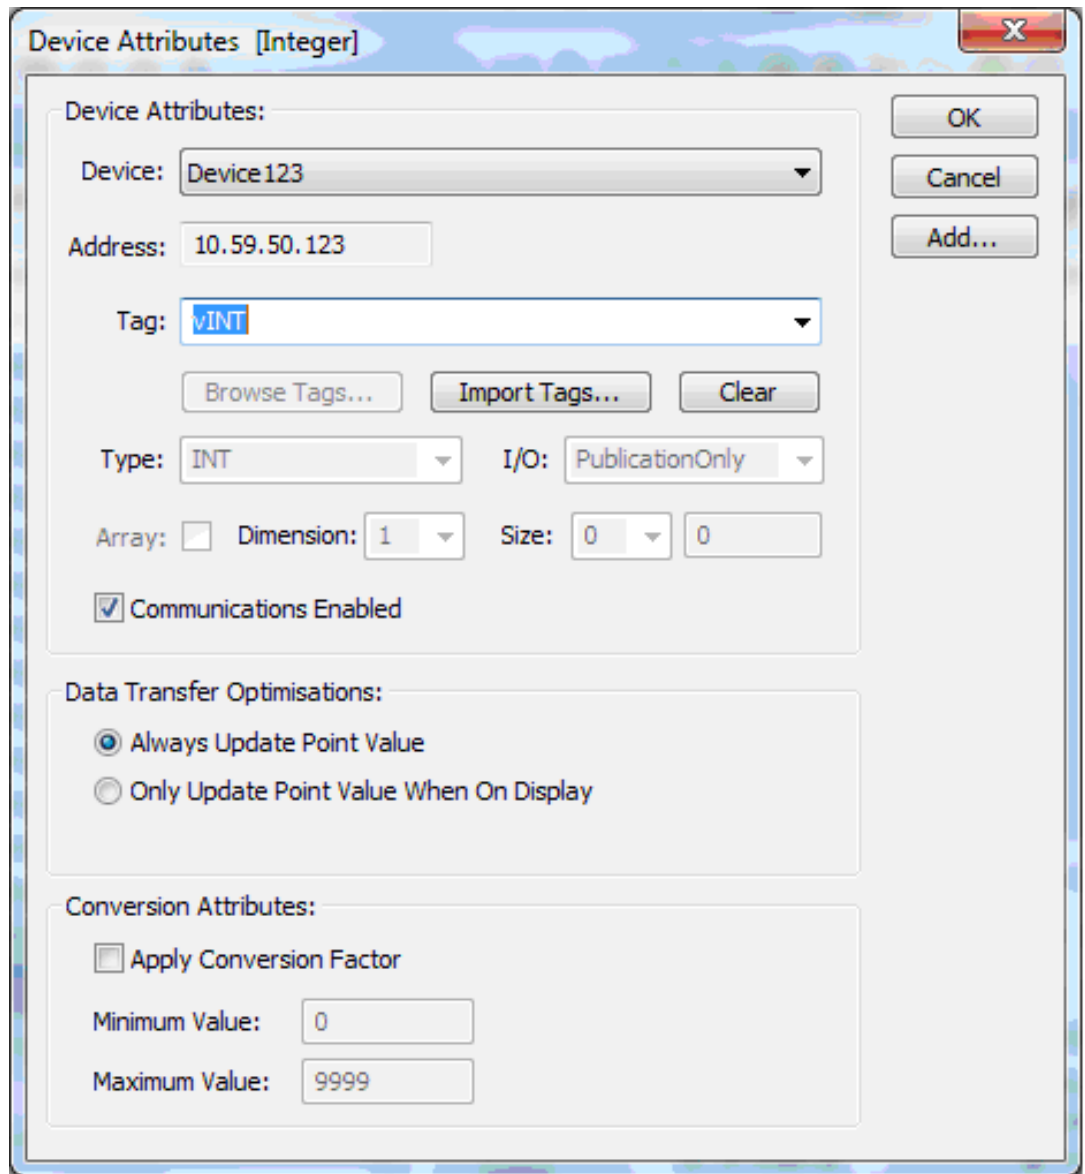 Device Attributes [Integer]
Device Attributes:
OK
Device: Device123
Cancel
Address: 10.59.50.123
Add...
Tag: vINT
Browse Tags... Import Tags... Clear
Type: INT I/O: PublicationOnly
Array: Dimension: 1 Size: 0 0
Communications Enabled
Data Transfer Optimisations:
Always Update Point Value
Only Update Point Value When On Display
Conversion Attributes:
Apply Conversion Factor
Minimum Value: 0
Maximum Value: 9999